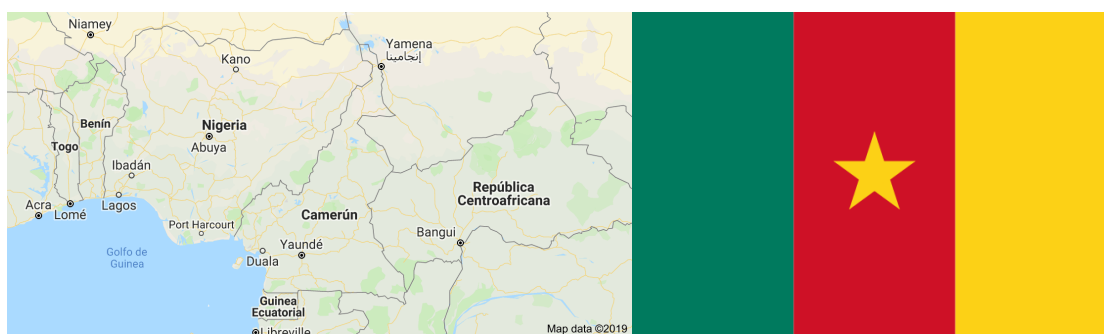 Niamey
Yamena
إنجامينا
Kano
Benín
Nigeria
Togo
Abuya
Ibadán
República
Centroafricana
Acra
Lomé
Lagos
Camerún
Port Harcourt
Bangui
Golfo de
Guinea
Duala
Yaundé
Guinea
Ecuatorial
Libreville
Map data ©2019